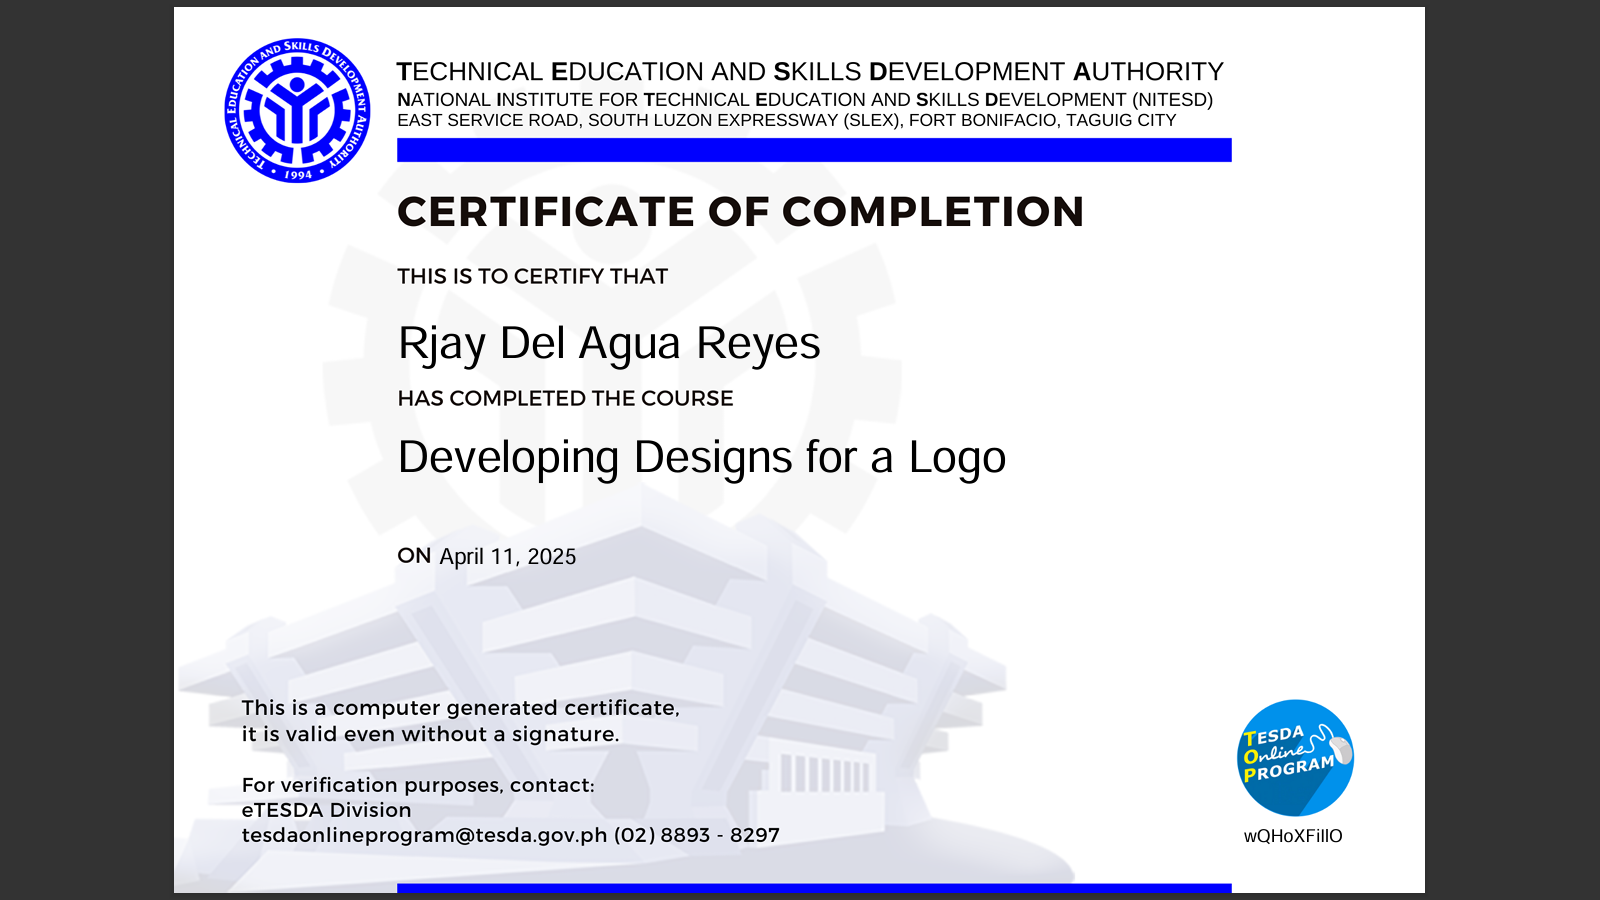 TECHNICAL EDUCATION AND SKILLS DEVELOPMENT AUTHORITY
• 1994 •
TECHNICAL EDUCATION AND SKILLS DEVELOPMENT AUTHORITY
NATIONAL INSTITUTE FOR TECHNICAL EDUCATION AND SKILLS DEVELOPMENT (NITESD)
EAST SERVICE ROAD, SOUTH LUZON EXPRESSWAY (SLEX), FORT BONIFACIO, TAGUIG CITY
CERTIFICATE OF COMPLETION
THIS IS TO CERTIFY THAT
Rjay Del Agua Reyes
HAS COMPLETED THE COURSE
Developing Designs for a Logo
ON April 11, 2025
This is a computer generated certificate,
it is valid even without a signature.
For verification purposes, contact:
eTESDA Division
tesdaonlineprogram@tesda.gov.ph (02) 8893 - 8297
TESDA
Online
PROGRAM
wQHoXFillO